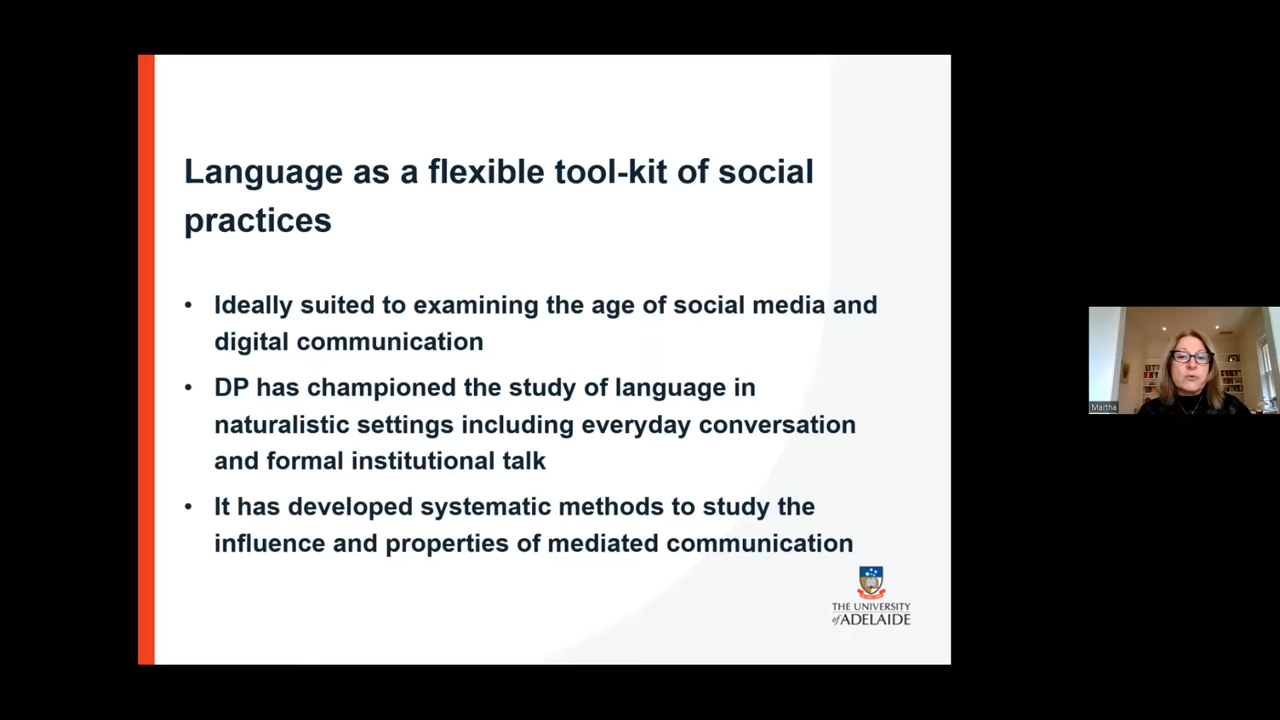 Language as a flexible tool-kit of social
practices
• Ideally suited to examining the age of social media and
digital communication
• DP has championed the study of language in
naturalistic settings including everyday conversation
and formal institutional talk
• It has developed systematic methods to study the
influence and properties of mediated communication
THE UNIVERSITY
of ADELAIDE
Martha